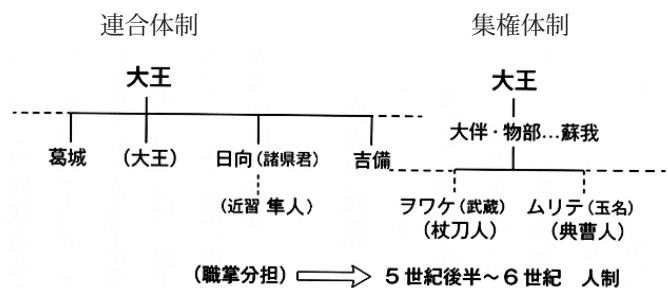 連合体制
大王
葛城 (大王) 日向(諸県君) 吉備
(近習 隼人)
集権体制
大王
大伴・物部…蘇我
ヲワケ(武蔵) ムリテ(玉名)
(杖刀人) (典曹人)
(職掌分担) 5世紀後半〜6世紀 人制